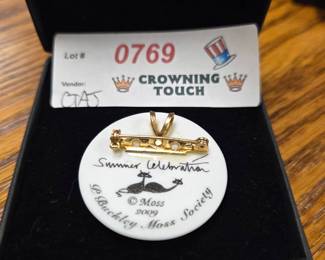 Lot #
0769
Vendor:
CROWNING
TOUCH
Summer Celebration
© Moss
2009
P Buckley Moss Society